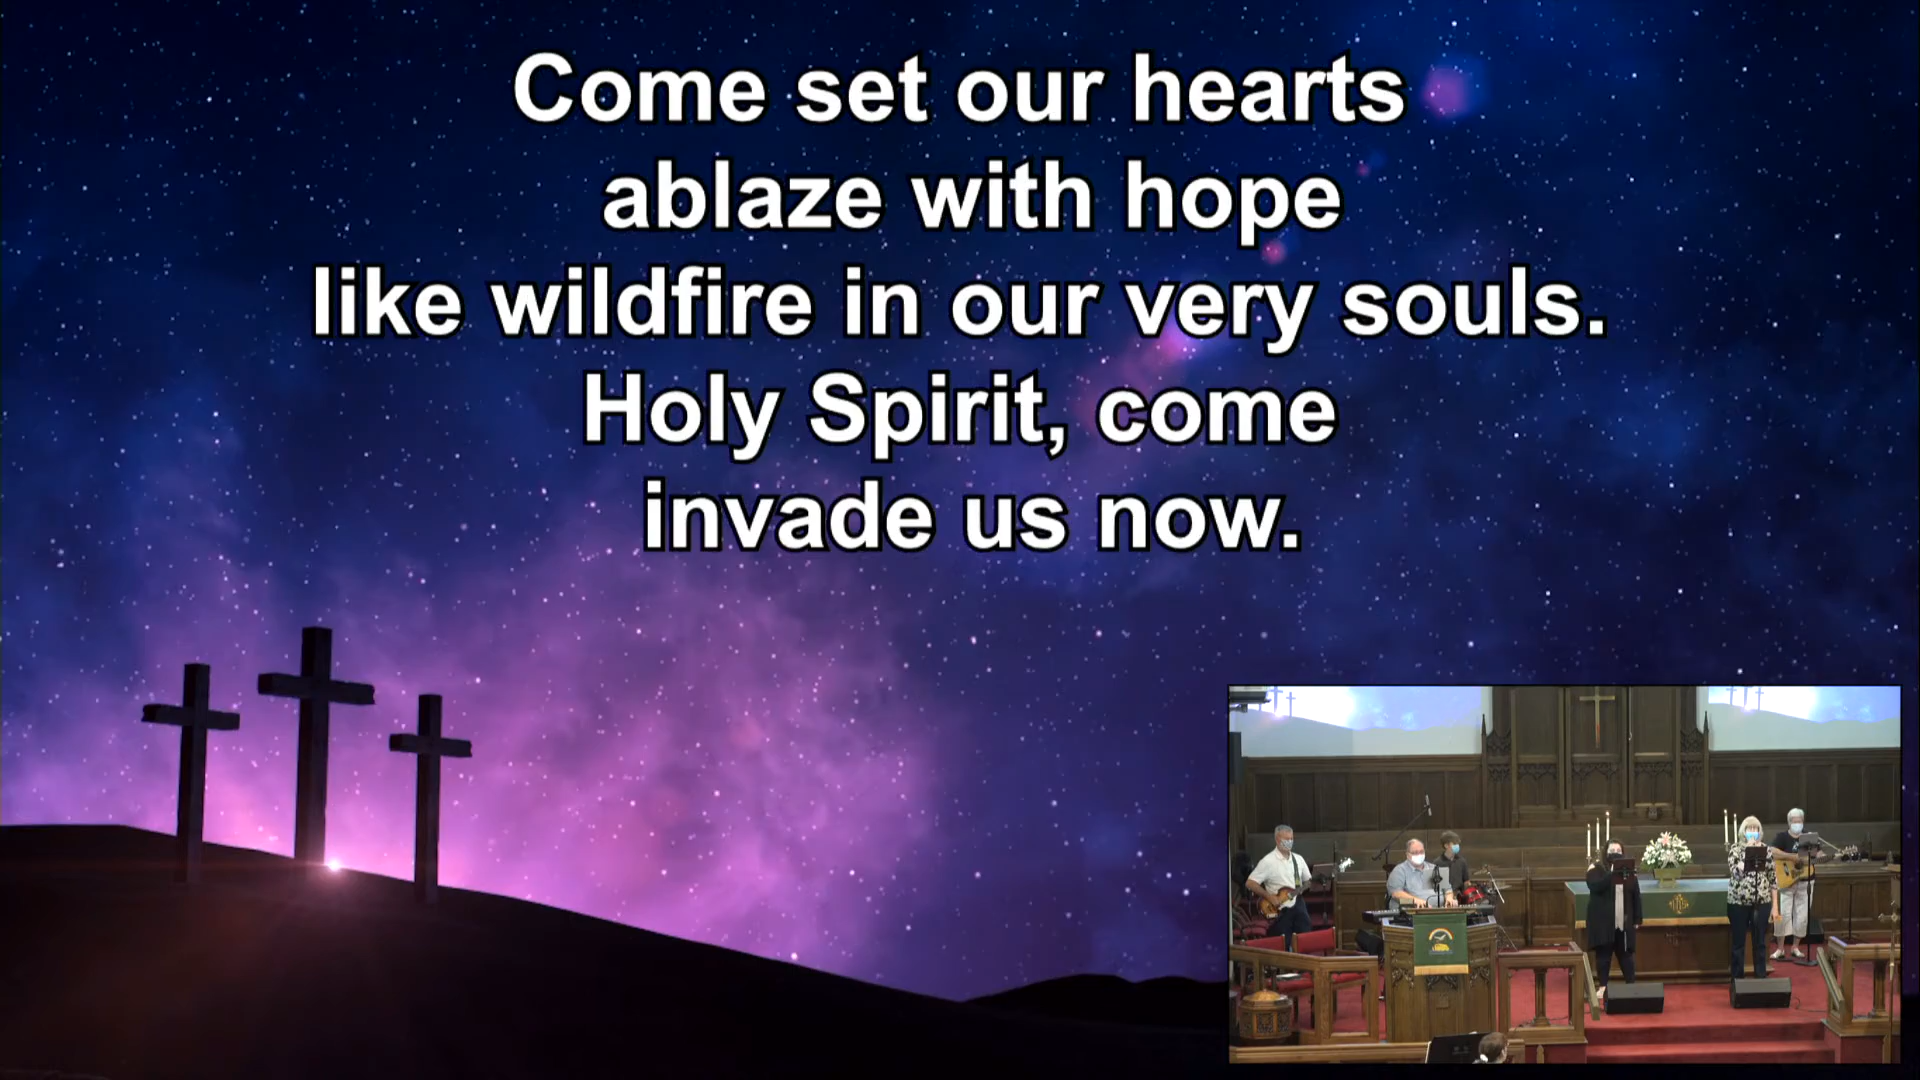 Come set our hearts
ablaze with hope
like wildfire in our very souls.
Holy Spirit, come
invade us now.